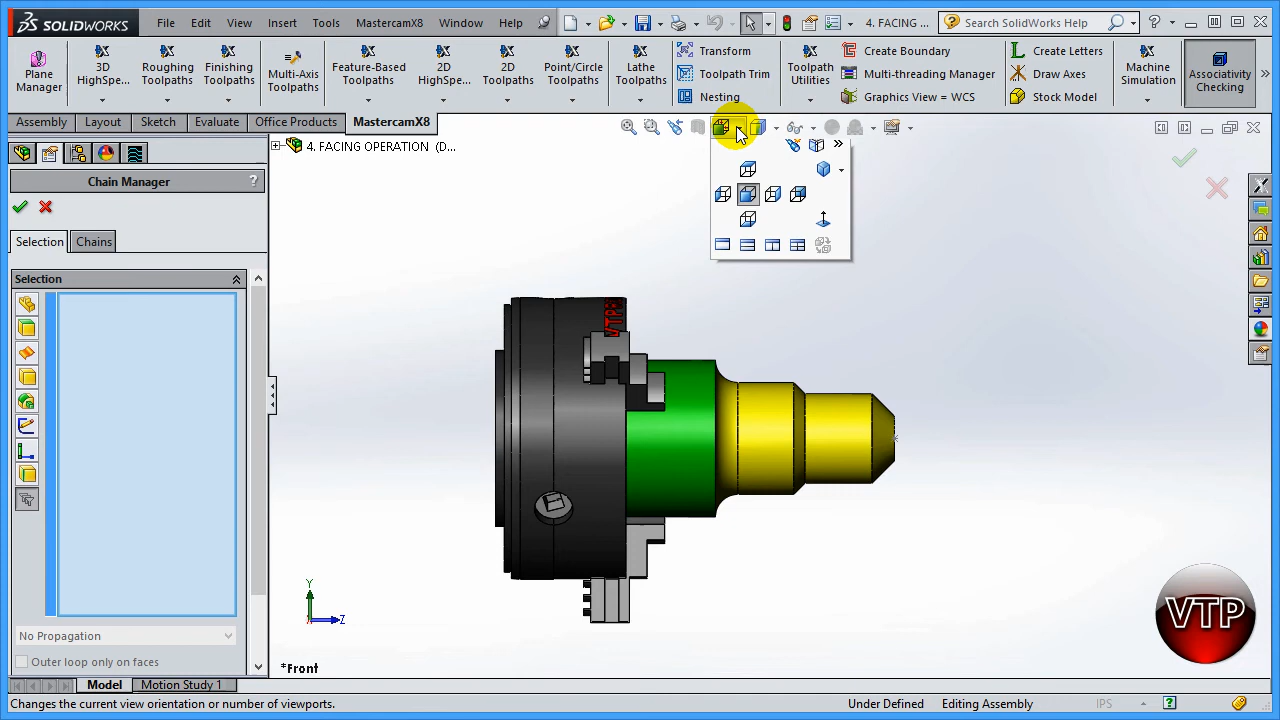 SOLIDWORKS File Edit View Insert Tools MastercamX8 Window Help 4. FACING ... Search SolidWorks Help
Plane Manager
3D HighSpe...
Roughing Toolpaths
Finishing Toolpaths
Multi-Axis Toolpaths
Feature-Based Toolpaths
2D HighSpe...
2D Toolpaths
Point/Circle Toolpaths
Lathe Toolpaths
Transform
Toolpath Trim
Nesting
Toolpath Utilities
Create Boundary
Multi-threading Manager
Graphics View = WCS
Create Letters
Draw Axes
Stock Model
Machine Simulation
Associativity Checking
Assembly Layout Sketch Evaluate Office Products MastercamX8
4. FACING OPERATION (D...
Chain Manager ?
Selection Chains
Selection
No Propagation
Outer loop only on faces
Y
Z
*Front
VTP
Model Motion Study 1
Changes the current view orientation or number of viewports. Under Defined Editing Assembly IPS